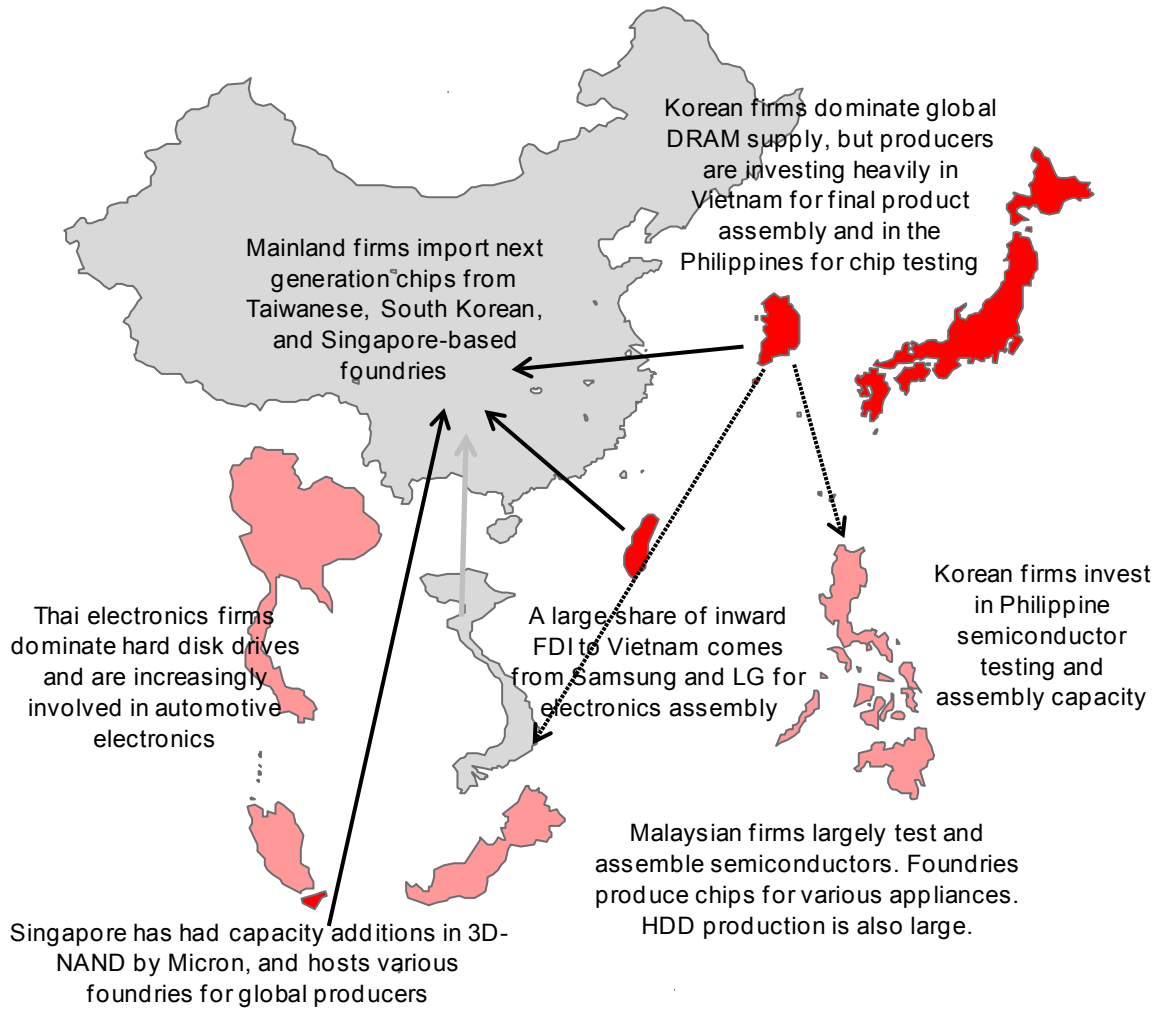 Korean firms dominate global
DRAM supply, but producers
are investing heavily in
Vietnam for final product
assembly and in the
Philippines for chip testing
Mainland firms import next
generation chips from
Taiwanese, South Korean,
and Singapore-based
foundries
Thai electronics firms
dominate hard disk drives
and are increasingly
involved in automotive
electronics
A large share of inward
FDI to Vietnam comes
from Samsung and LG for
electronics assembly
Korean firms invest
in Philippine
semiconductor
testing and
assembly capacity
Malaysian firms largely test and
assemble semiconductors. Foundries
produce chips for various appliances.
HDD production is also large.
Singapore has had capacity additions in 3D-
NAND by Micron, and hosts various
foundries for global producers